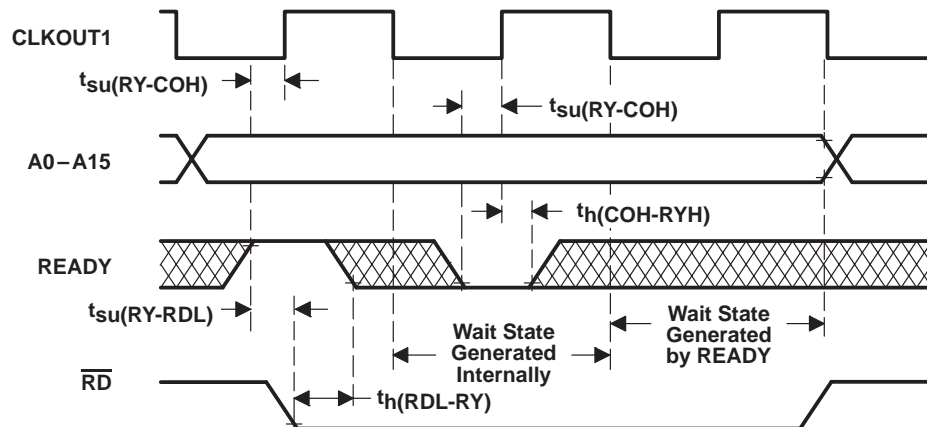 CLKOUT1
tsu(RY-COH)
tsu(RY-COH)
A0–A15
th(COH-RYH)
READY
tsu(RY-RDL)
Wait State
Generated
Internally
Wait State
Generated
by READY
RD
th(RDL-RY)